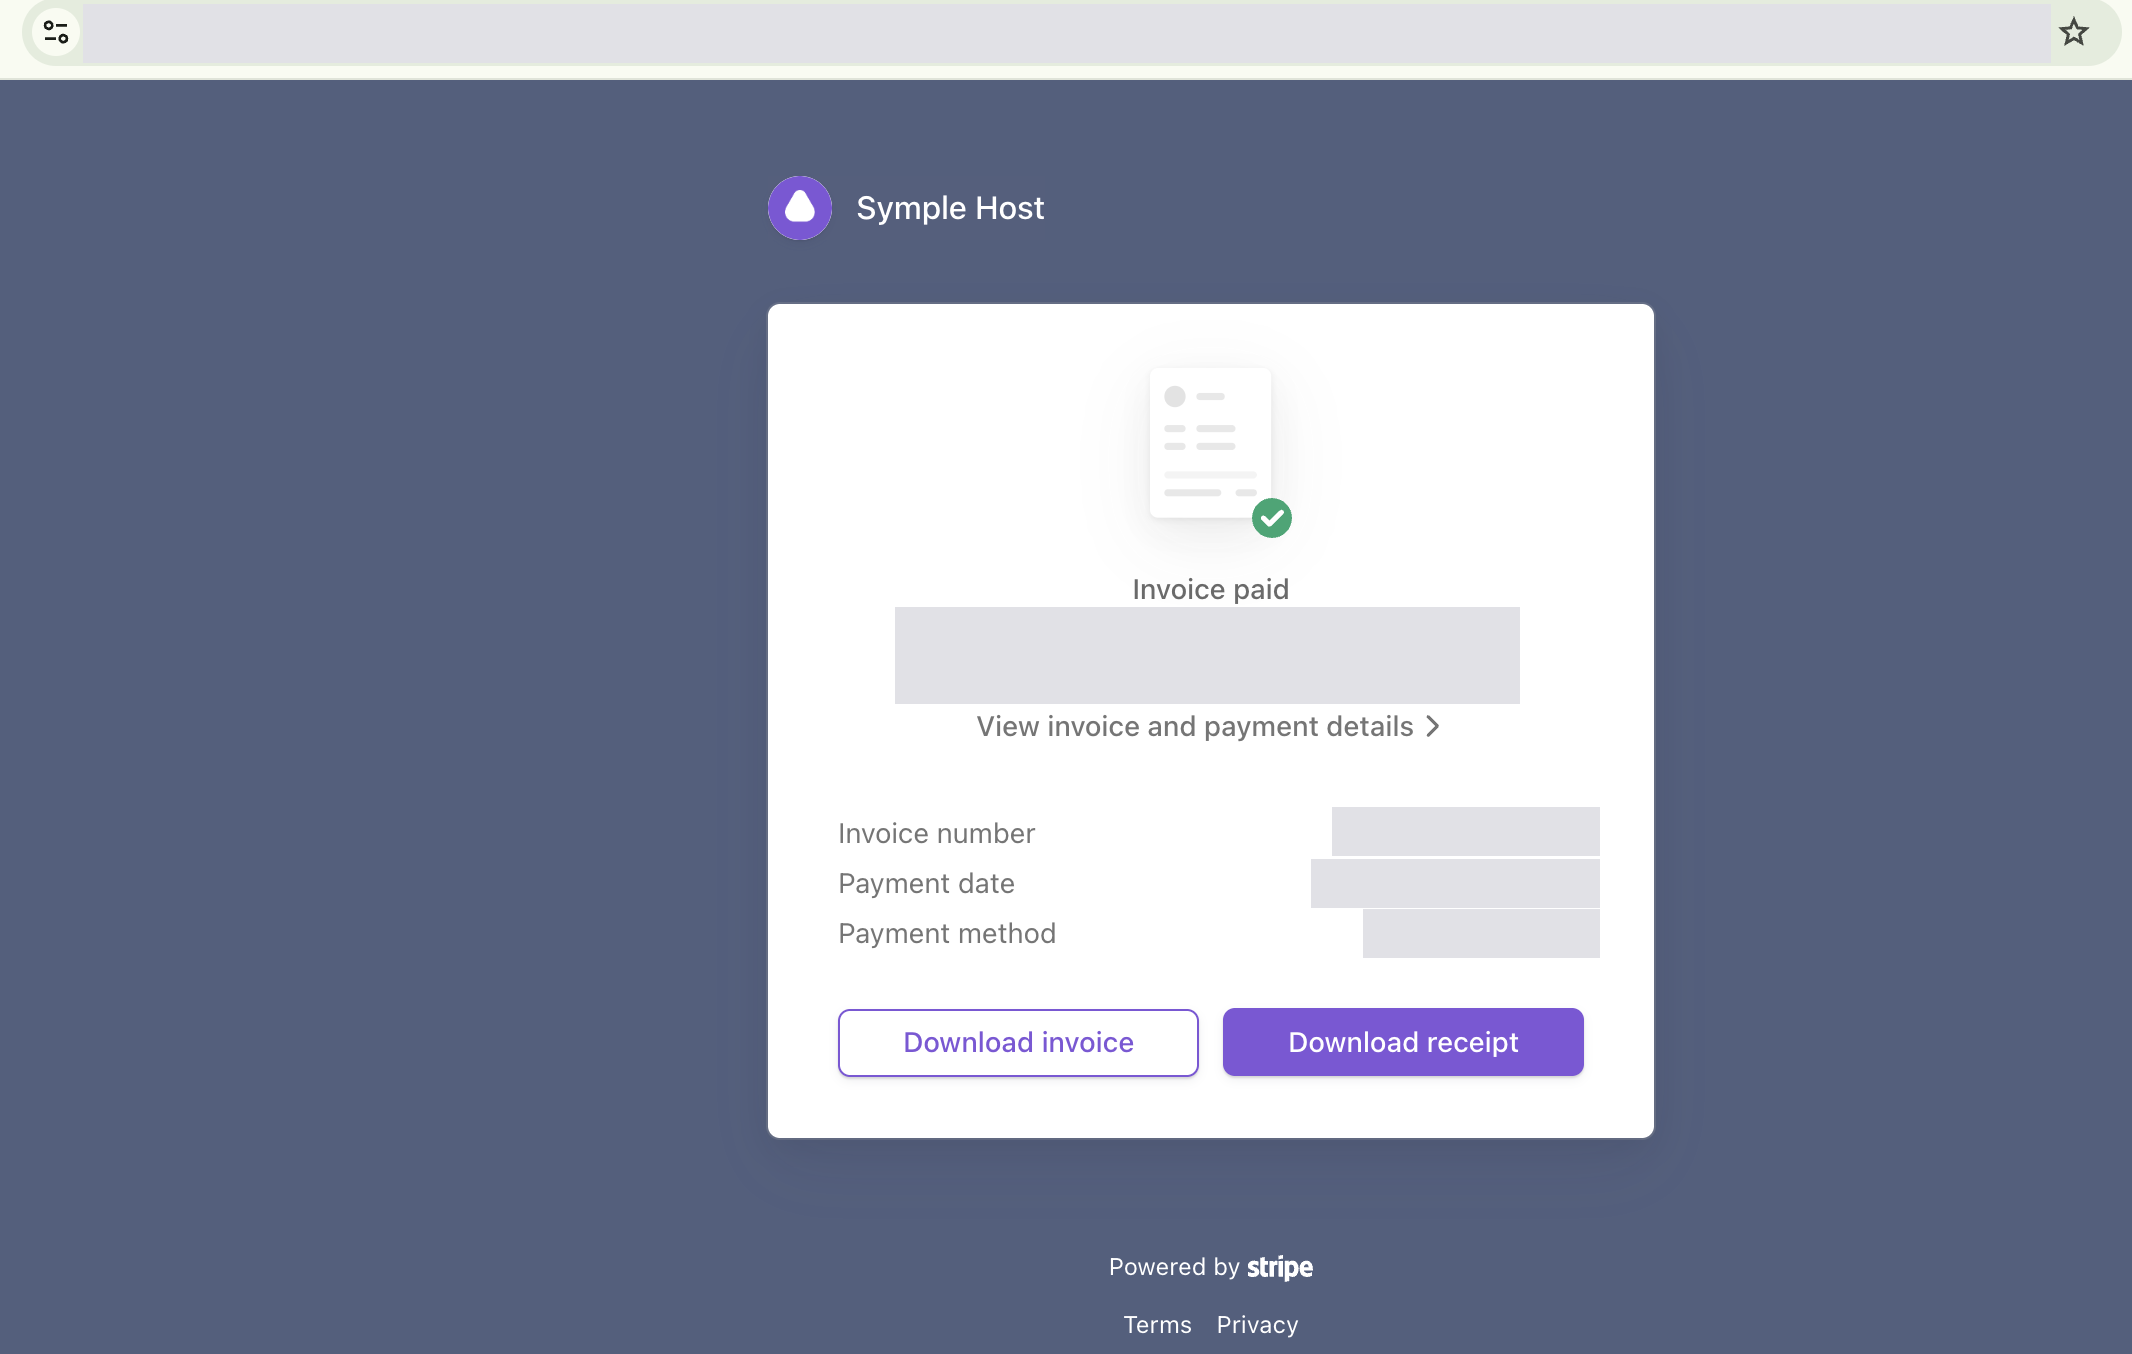 Symple Host
Invoice paid
View invoice and payment details
Invoice number
Payment date
Payment method
Download invoice
Download receipt
Powered by stripe
Terms Privacy